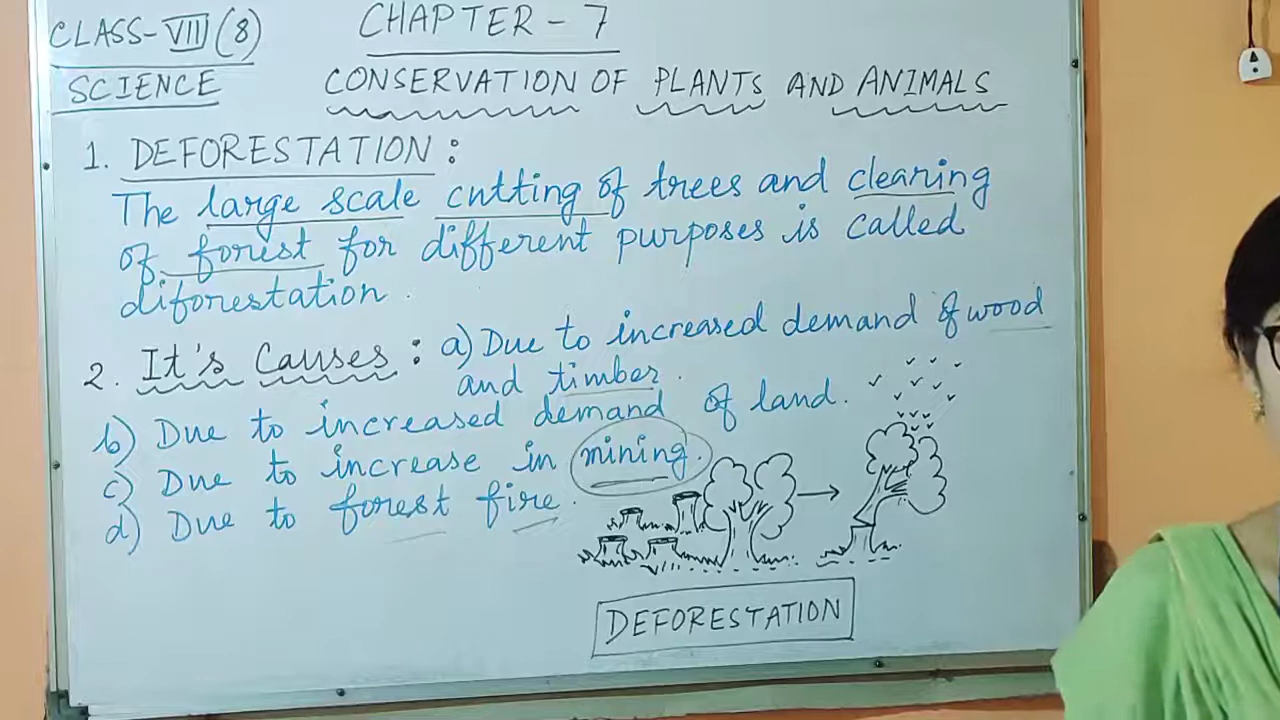 CLASS-VIII (8)
CHAPTER - 7
SCIENCE
CONSERVATION OF PLANTS AND ANIMALS
1. DEFORESTATION :
The large scale cutting of trees and clearing
of forest for different purposes is called
diforestation.
2. It's Causes : a) Due to increased demand of wood
and timber.
b) Due to increased demand of land.
c) Due to increase in mining.
d) Due to forest fire.
DEFORESTATION